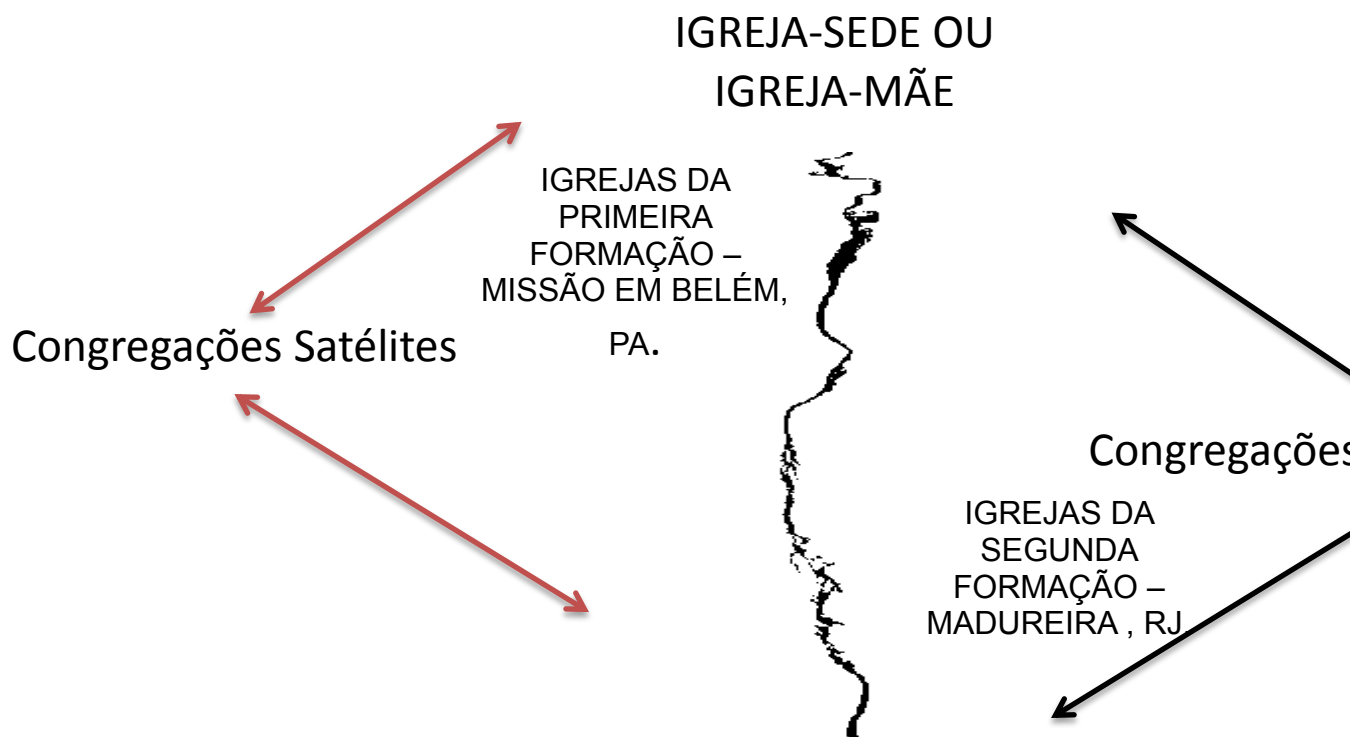 IGREJA-SEDE OU
IGREJA-MÃE
IGREJAS DA
PRIMEIRA
FORMAÇÃO –
MISSÃO EM BELÉM,
PA.
Congregações Satélites
Congregações
IGREJAS DA
SEGUNDA
FORMAÇÃO –
MADUREIRA , RJ.